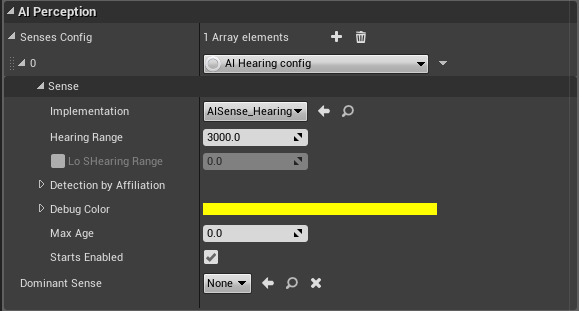 AI Perception
Senses Config 1 Array elements
0 AI Hearing config
Sense
Implementation AISense_Hearing
Hearing Range 3000.0
Lo SHearing Range 0.0
Detection by Affiliation
Debug Color
Max Age 0.0
Starts Enabled
Dominant Sense None